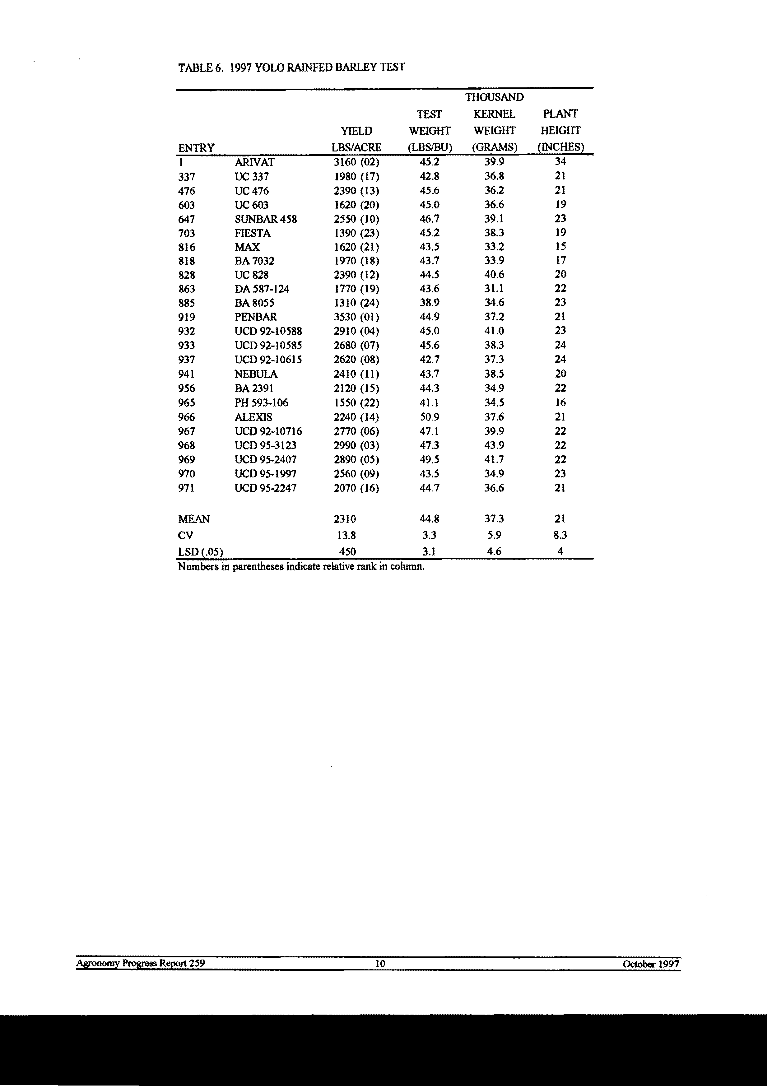 TABLE 6. 1997 YOLO RAINFED BARLEY TEST
THOUSAND
TEST KERNEL PLANT
YIELD WEIGHT WEIGHT HEIGHT
ENTRY LBS/ACRE (LBS/BU) (GRAMS) (INCHES)
1 ARIVAT 3160 (02) 45.2 39.9 34
337 UC 337 1980 (17) 42.8 36.8 21
476 UC 476 2390 (13) 45.6 36.2 21
603 UC 603 1620 (20) 45.0 36.6 19
647 SUNBAR 458 2550 (10) 46.7 39.1 23
703 FIESTA 1390 (23) 45.2 38.3 19
816 MAX 1620 (21) 43.5 33.2 15
818 BA 7032 1970 (18) 43.7 33.9 17
828 UC 828 2390 (12) 44.5 40.6 20
863 DA 587-124 1770 (19) 43.6 31.1 22
885 BA 8055 1310 (24) 38.9 34.6 23
919 PENBAR 3530 (01) 44.9 37.2 21
932 UCD 92-10588 2910 (04) 45.0 41.0 23
933 UCD 92-10585 2680 (07) 45.6 38.3 24
937 UCD 92-10615 2620 (08) 42.7 37.3 24
941 NEBULA 2410 (11) 43.7 38.5 20
956 BA 2391 2120 (15) 44.3 34.9 22
965 PH 593-106 1550 (22) 41.1 34.5 16
966 ALEXIS 2240 (14) 50.9 37.6 21
967 UCD 92-10716 2770 (06) 47.1 39.9 22
968 UCD 95-3123 2990 (03) 47.3 43.9 22
969 UCD 95-2407 2890 (05) 49.5 41.7 22
970 UCD 95-1997 2560 (09) 43.5 34.9 23
971 UCD 95-2247 2070 (16) 44.7 36.6 21
MEAN 2310 44.8 37.3 21
CV 13.8 3.3 5.9 8.3
LSD (.05) 450 3.1 4.6 4
Numbers in parentheses indicate relative rank in column.
Agronomy Progress Report 259 10 October 1997